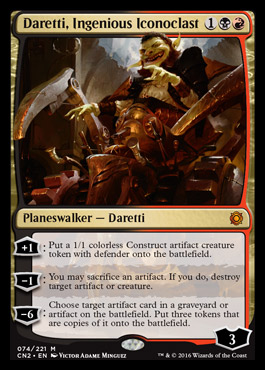 Daretti, Ingenious Iconoclast 1
Planeswalker — Daretti
+1 : Put a 1/1 colorless Construct artifact creature
token with defender onto the battlefield.
-1 : You may sacrifice an artifact. If you do, destroy
target artifact or creature.
-6 : Choose target artifact card in a graveyard or
artifact on the battlefield. Put three tokens that
are copies of it onto the battlefield.
3
074/221 M
CN2 • EN Victor Adame Minguez
™ & © 2016 Wizards of the Coast